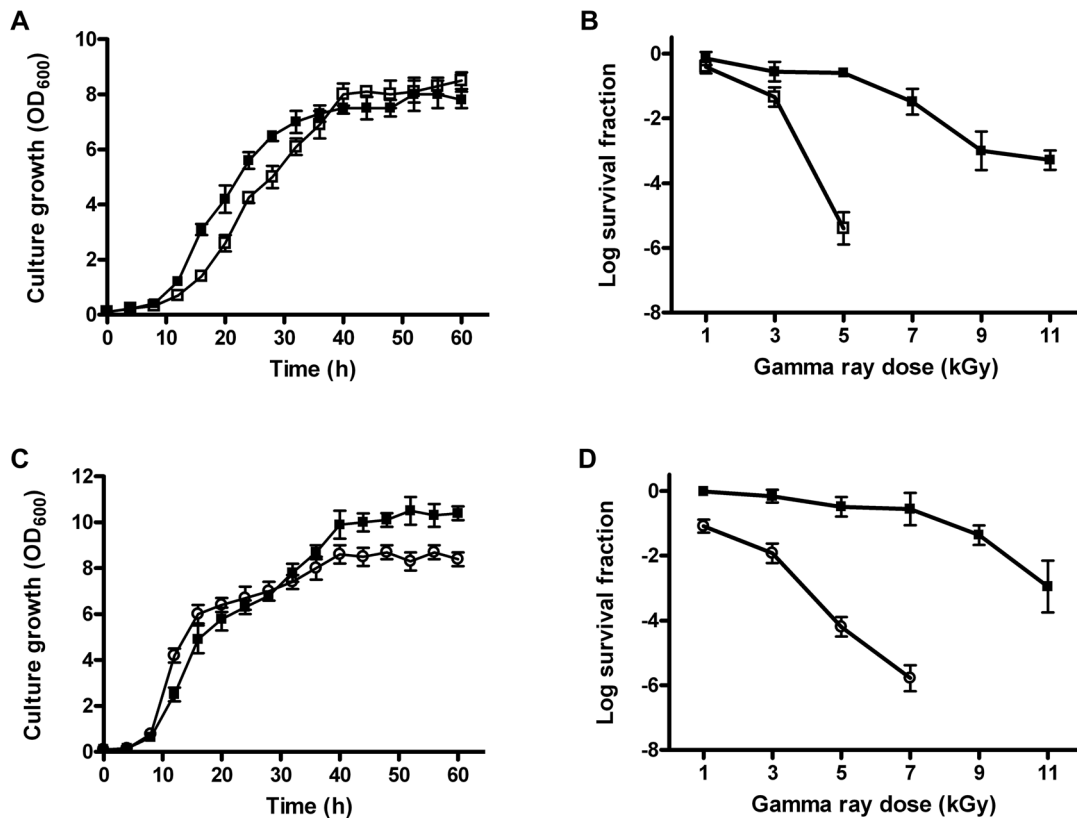 A
Culture growth (OD600)
10
8
6
4
2
0
0 10 20 30 40 50 60
Time (h)
B
Log survival fraction
0
-2
-4
-6
-8
1 3 5 7 9 11
Gamma ray dose (kGy)
C
Culture growth (OD600)
12
10
8
6
4
2
0
0 10 20 30 40 50 60
Time (h)
D
Log survival fraction
0
-2
-4
-6
-8
1 3 5 7 9 11
Gamma ray dose (kGy)